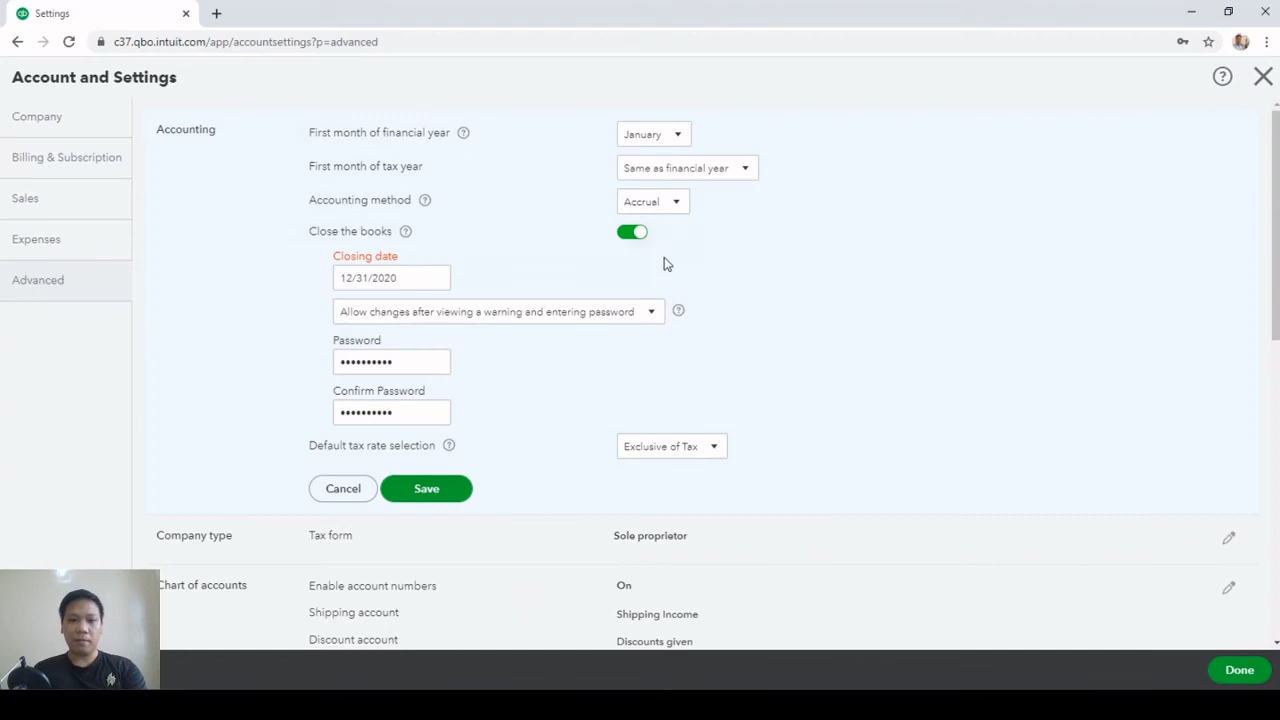 Settings
c37.qbo.intuit.com/app/accountsettings?p=advanced
Account and Settings
Company
Billing & Subscription
Sales
Expenses
Advanced
Accounting
First month of financial year
January
First month of tax year
Same as financial year
Accounting method
Accrual
Close the books
Closing date
12/31/2020
Allow changes after viewing a warning and entering password
Password
••••••••••
Confirm Password
••••••••••
Default tax rate selection
Exclusive of Tax
Cancel
Save
Company type
Tax form
Sole proprietor
Chart of accounts
Enable account numbers
On
Shipping account
Shipping Income
Discount account
Discounts given
Done